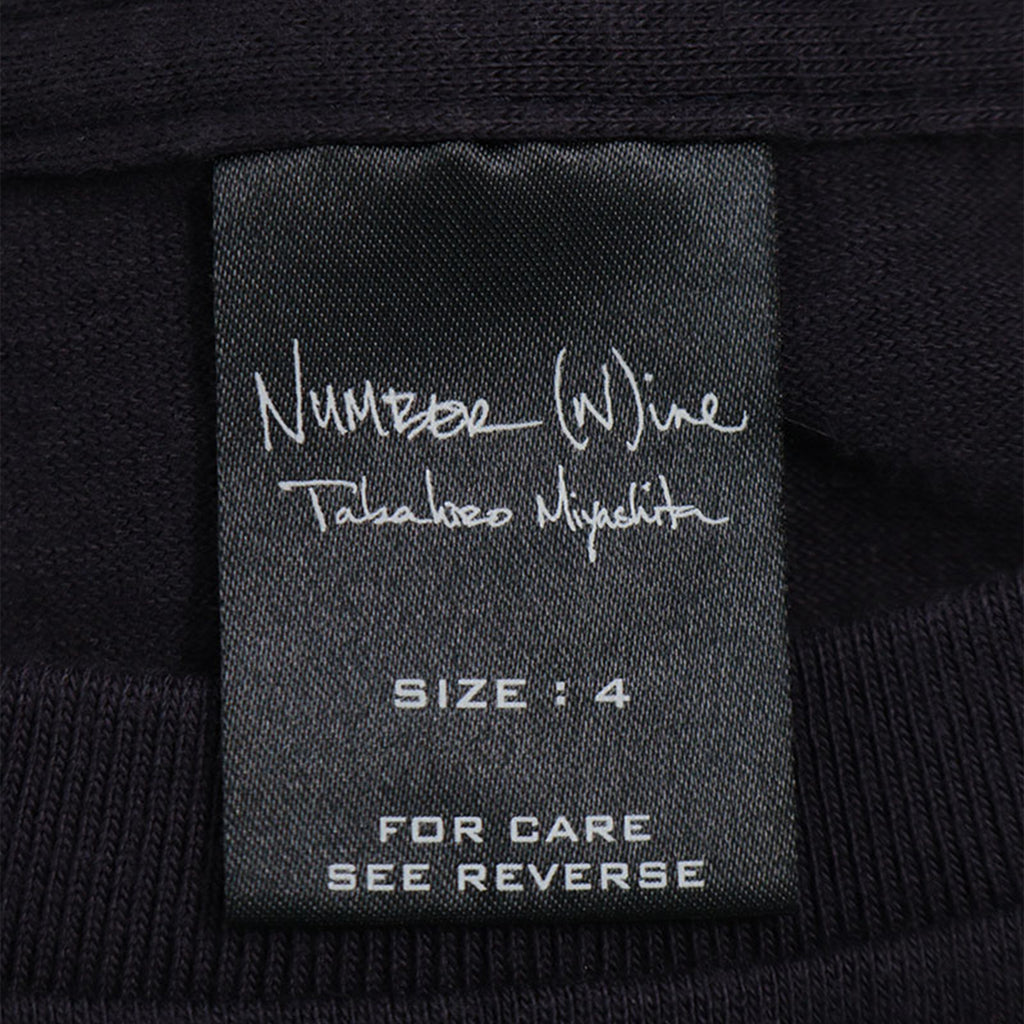 NUMBER (N)ine
Takahiro Miyashita
SIZE : 4
FOR CARE
SEE REVERSE